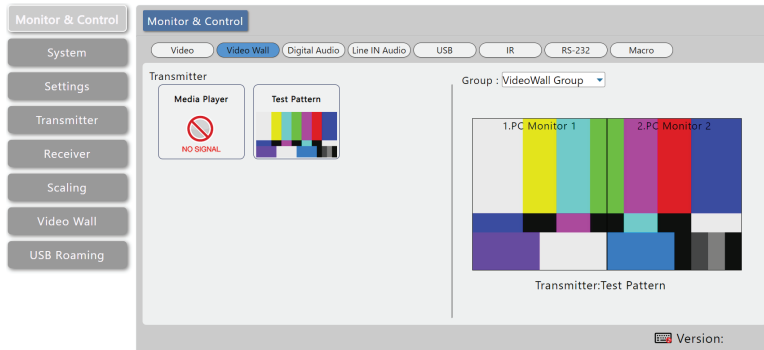 Monitor & Control
System
Settings
Transmitter
Receiver
Scaling
Video Wall
USB Roaming
Monitor & Control
Video Video Wall Digital Audio Line IN Audio USB IR RS-232 Macro
Transmitter
Media Player Test Pattern
NO SIGNAL
Group : VideoWall Group
1.PC Monitor 1 2.PC Monitor 2
Transmitter:Test Pattern
Version: